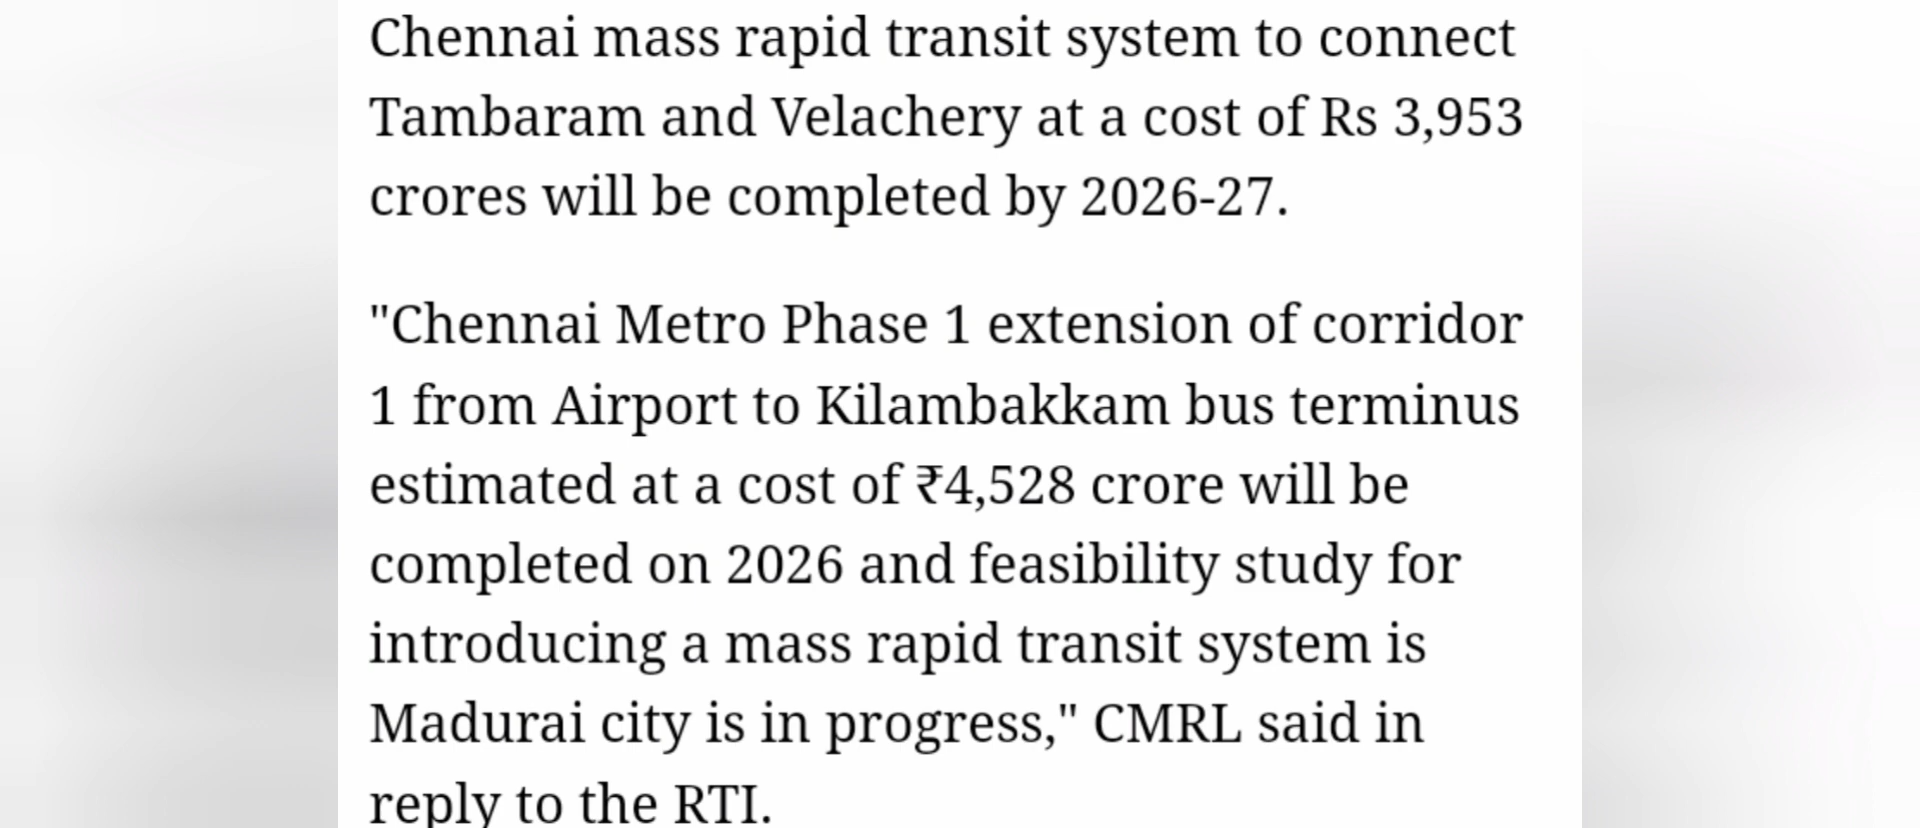 Chennai mass rapid transit system to connect
Tambaram and Velachery at a cost of Rs 3,953
crores will be completed by 2026-27.
"Chennai Metro Phase 1 extension of corridor
1 from Airport to Kilambakkam bus terminus
estimated at a cost of ₹4,528 crore will be
completed on 2026 and feasibility study for
introducing a mass rapid transit system is
Madurai city is in progress," CMRL said in
reply to the RTI.